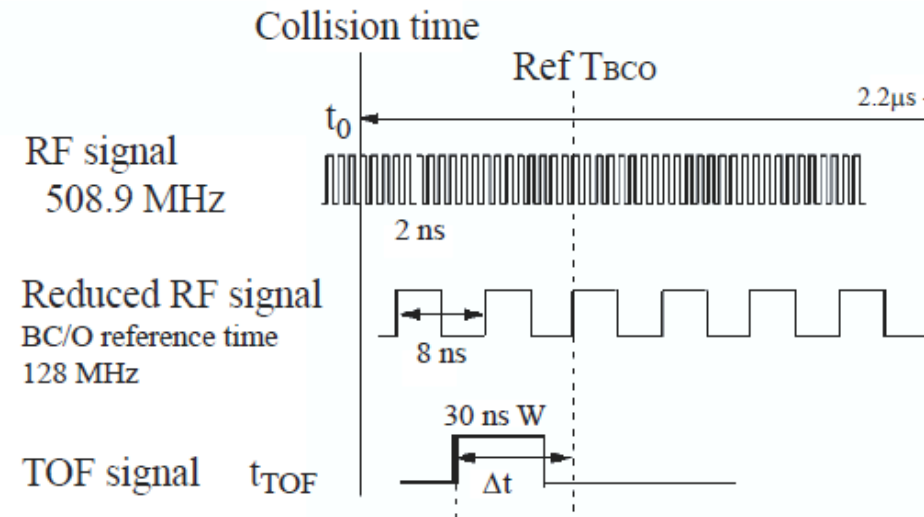 Collision time
Ref TBCO
2.2μs
t0
RF signal
508.9 MHz
2 ns
Reduced RF signal
BC/O reference time
128 MHz
8 ns
30 ns W
TOF signal tTOF
Δt